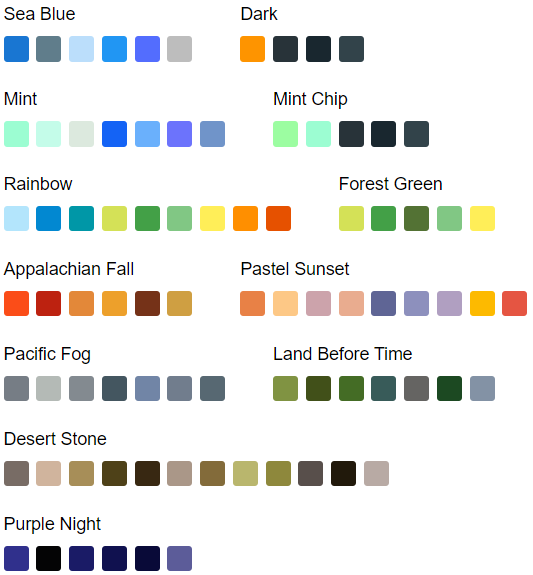 Sea Blue
Dark
Mint
Mint Chip
Rainbow
Forest Green
Appalachian Fall
Pastel Sunset
Pacific Fog
Land Before Time
Desert Stone
Purple Night